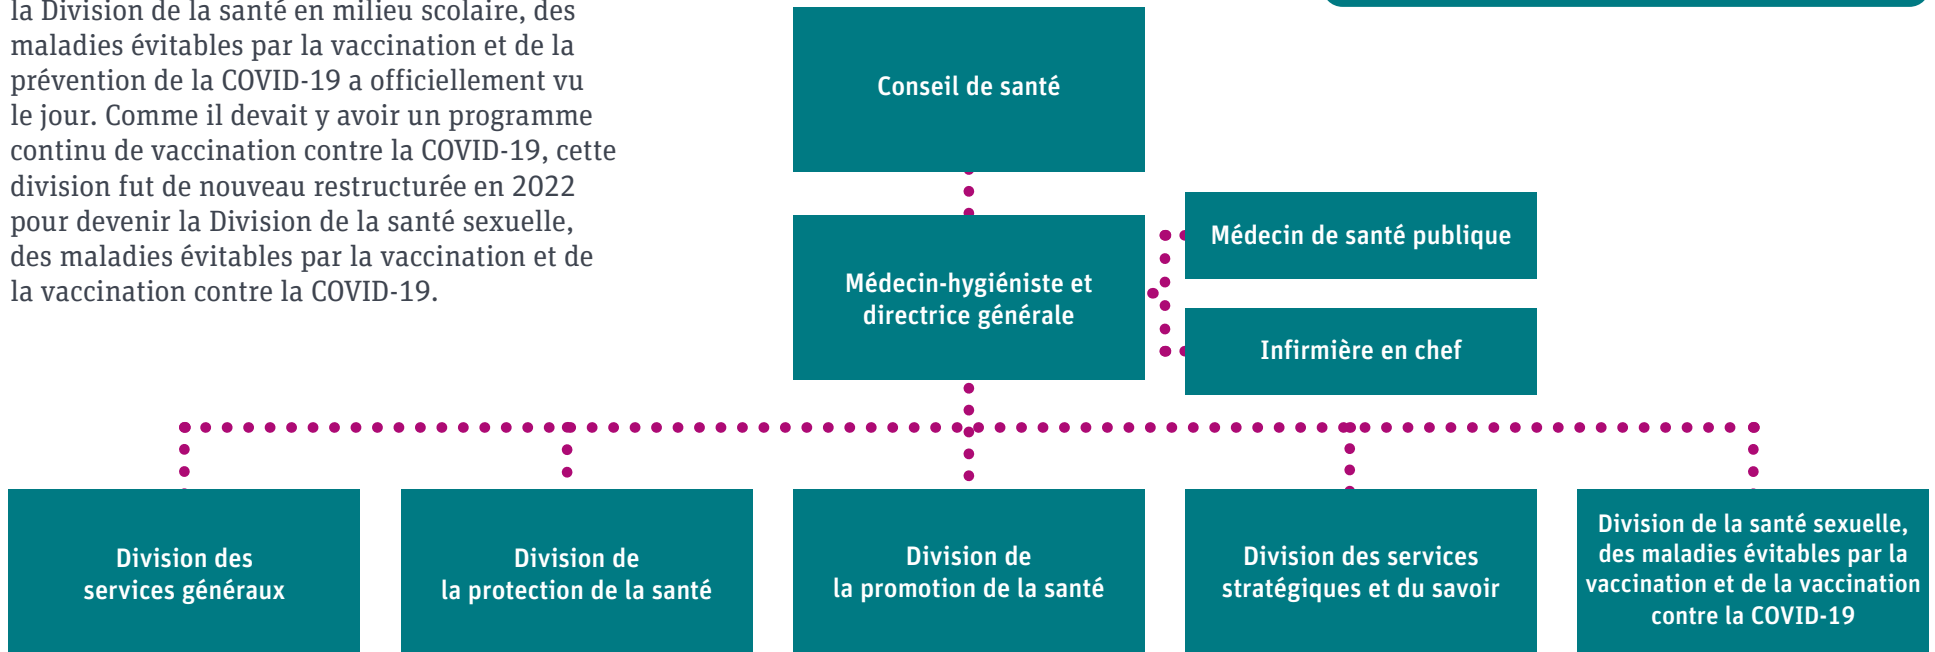 la Division de la santé en milieu scolaire, des
maladies évitables par la vaccination et de la
prévention de la COVID-19 a officiellement vu
le jour. Comme il devait y avoir un programme
continu de vaccination contre la COVID-19, cette
division fut de nouveau restructurée en 2022
pour devenir la Division de la santé sexuelle,
des maladies évitables par la vaccination et de
la vaccination contre la COVID-19.
Conseil de santé
Médecin-hygiéniste et
directrice générale
Médecin de santé publique
Infirmière en chef
Division des
services généraux
Division de
la protection de la santé
Division de
la promotion de la santé
Division des services
stratégiques et du savoir
Division de la santé sexuelle,
des maladies évitables par la
vaccination et de la vaccination
contre la COVID-19